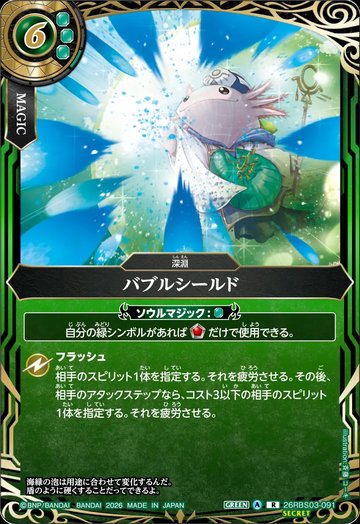 6
MAGIC
しんえん
深淵
バブルシールド
ソウルマジック：
自分の緑シンボルがあれば だけで使用できる。
フラッシュ
相手のスピリット1体を指定する。それを疲労させる。その後、
相手のアタックステップなら、コスト3以下の相手のスピリット
1体を指定する。それを疲労させる。
海緑の泡は用途に合わせて変化するんだ。
盾のように硬くすることだってできる。
©BNP/BANDAI ©BANDAI 2026 MADE IN JAPAN
GREEN A R 26RBS03-091
SECRET